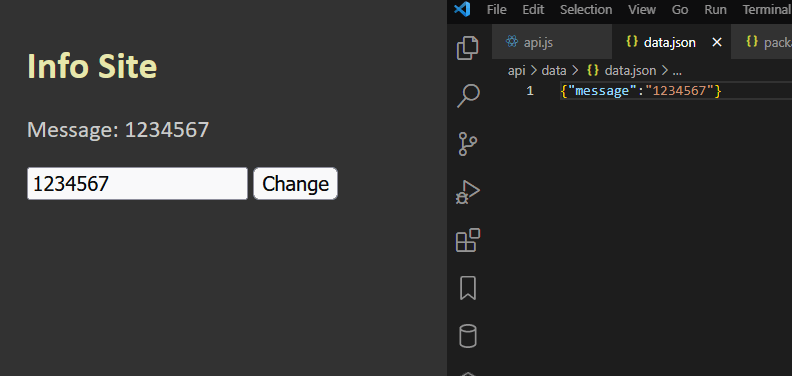 Info Site
Message: 1234567
1234567 Change
File Edit Selection View Go Run Terminal
api.js {} data.json × {} pack
api > data > {} data.json > ...
1 {"message":"1234567"}